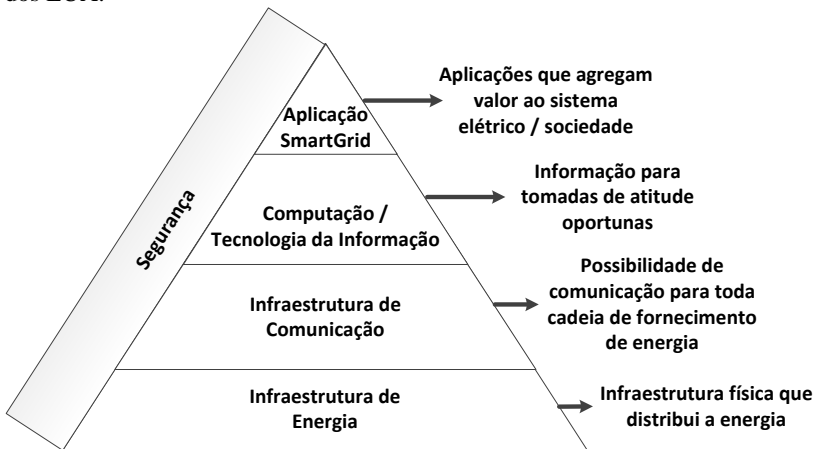 dos EUA.
Aplicação
SmartGrid
Aplicações que agregam
valor ao sistema
elétrico / sociedade
Segurança
Computação /
Tecnologia da Informação
Informação para
tomadas de atitude
oportunas
Infraestrutura de
Comunicação
Possibilidade de
comunicação para toda
cadeia de fornecimento
de energia
Infraestrutura de
Energia
Infraestrutura física que
distribui a energia